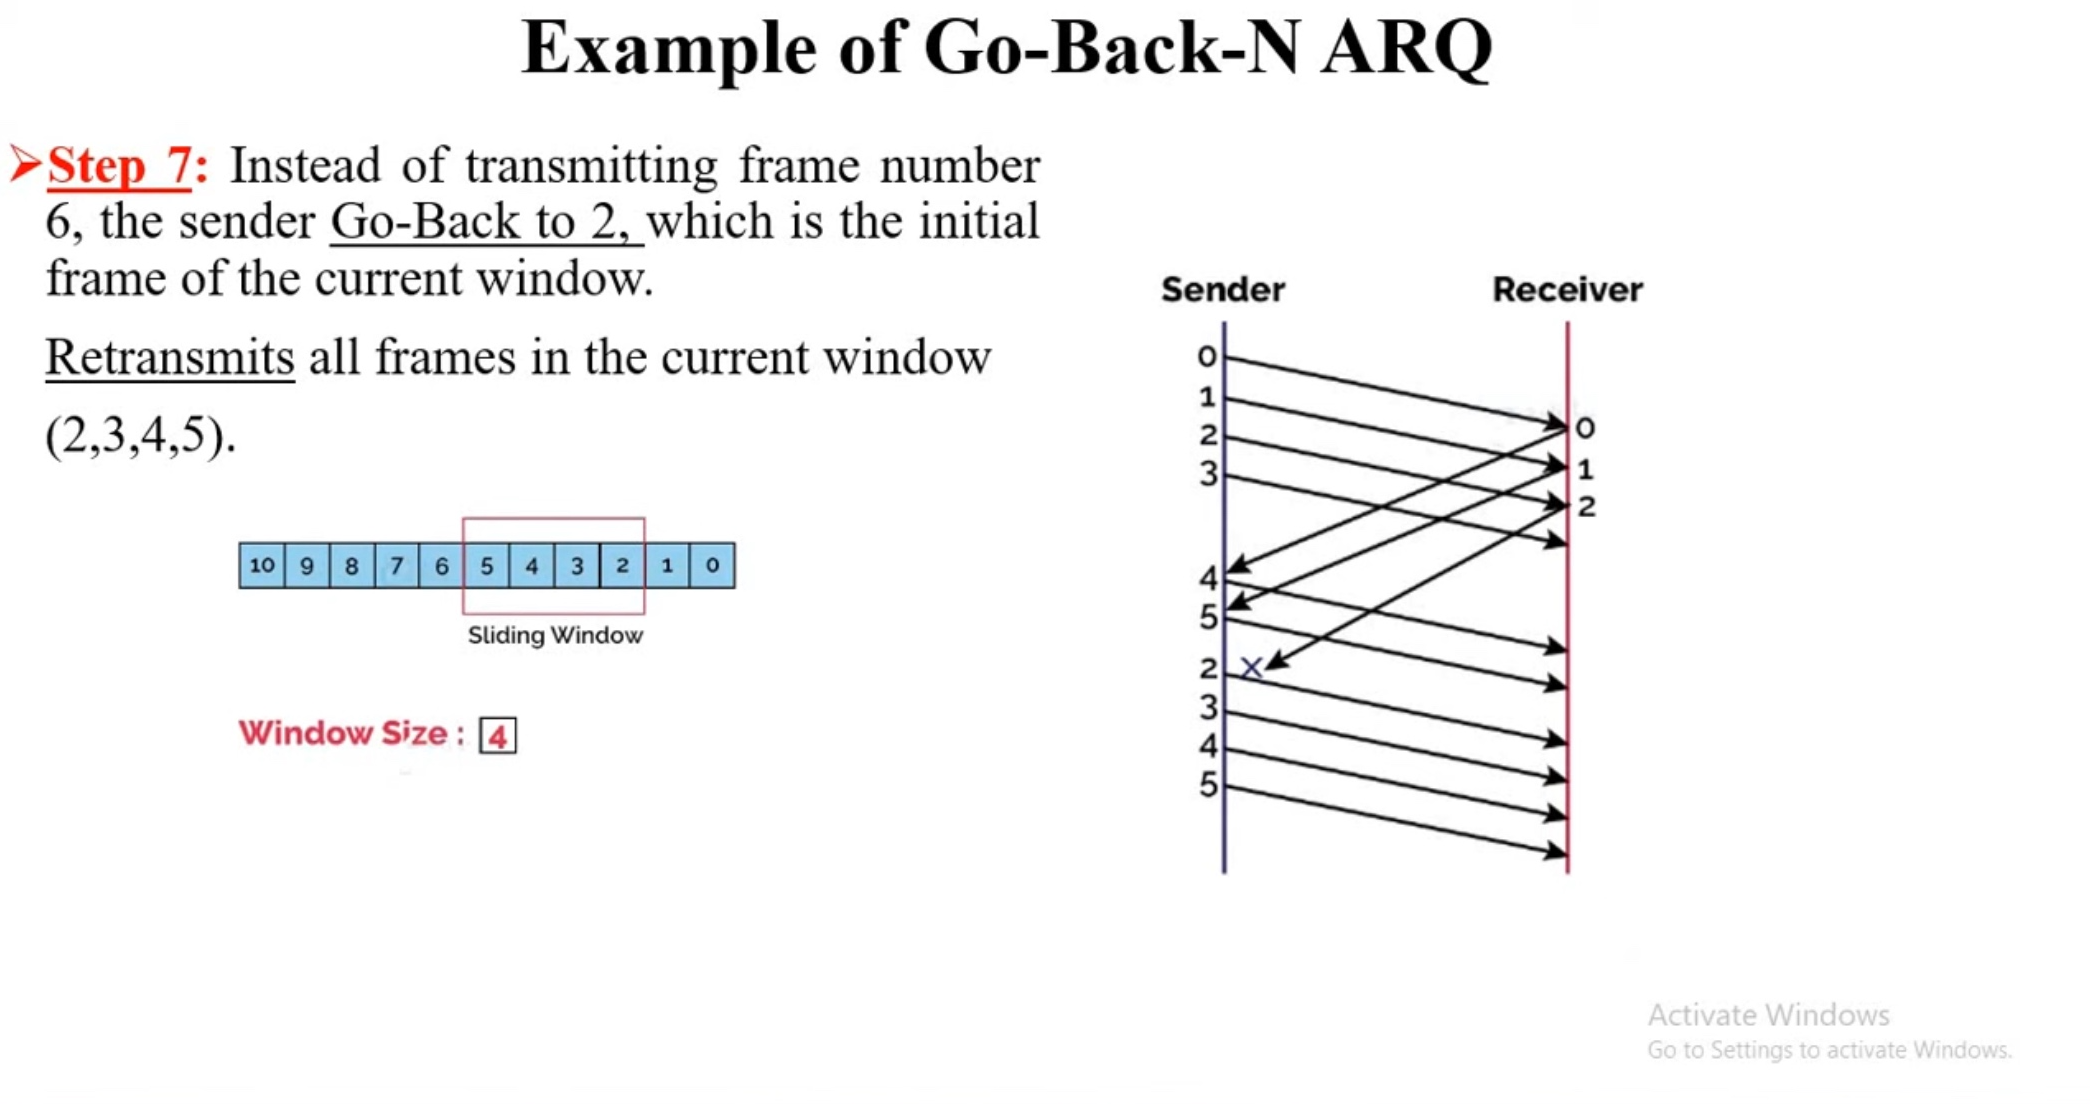 Example of Go-Back-N ARQ
➢Step 7: Instead of transmitting frame number
6, the sender Go-Back to 2, which is the initial
frame of the current window.
Retransmits all frames in the current window
(2,3,4,5).
10 9 8 7 6 5 4 3 2 1 0
Sliding Window
Window Size : 4
Sender Receiver
0
1
2
3
4
5
2 X
3
4
5
0
1
2
Activate Windows
Go to Settings to activate Windows.